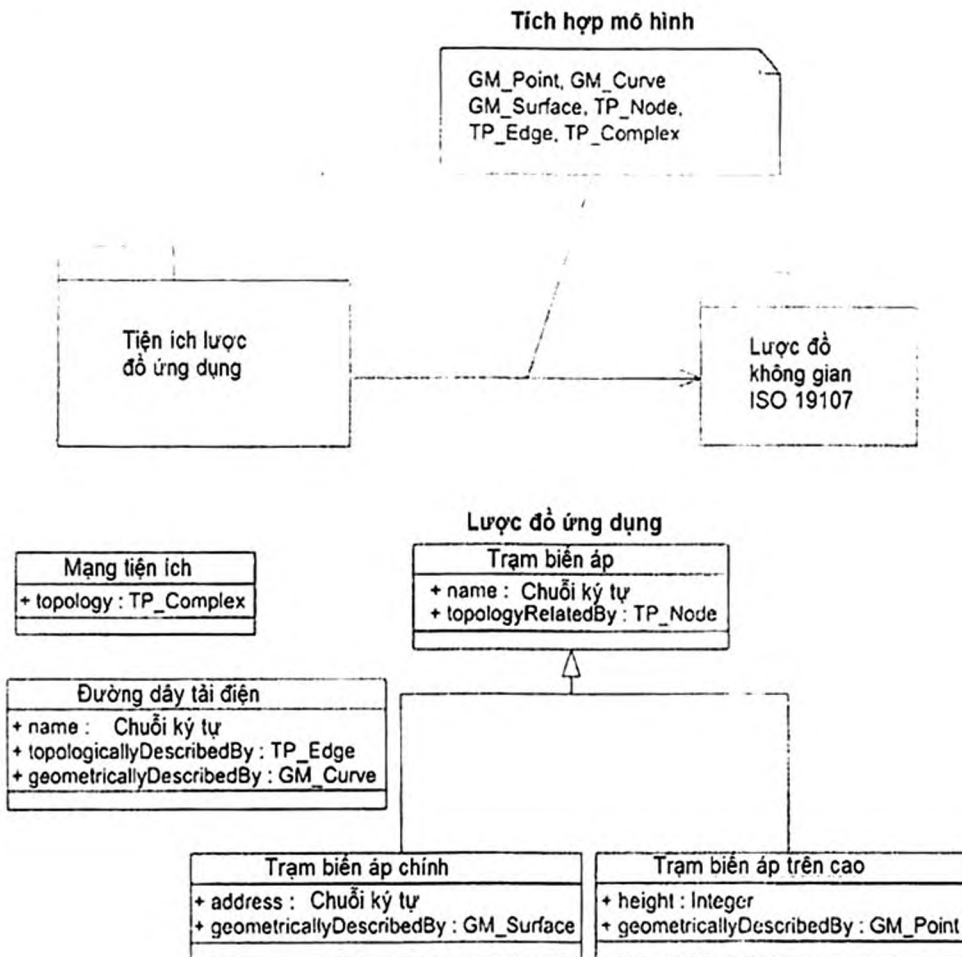 Tích hợp mô hình
GM_Point, GM_Curve
GM_Surface, TP_Node,
TP_Edge, TP_Complex
Tiện ích lược
đồ ứng dụng
Lược đồ
không gian
ISO 19107
Lược đồ ứng dụng
Mạng tiện ích
+ topology : TP_Complex
Trạm biến áp
+ name : Chuỗi ký tự
+ topologyRelatedBy : TP_Node
Đường dây tải điện
+ name : Chuỗi ký tự
+ topologicallyDescribedBy : TP_Edge
+ geometricallyDescribedBy : GM_Curve
Trạm biến áp chính
+ address : Chuỗi ký tự
+ geometricallyDescribedBy : GM_Surface
Trạm biến áp trên cao
+ height : Integer
+ geometricallyDescribedBy : GM_Point